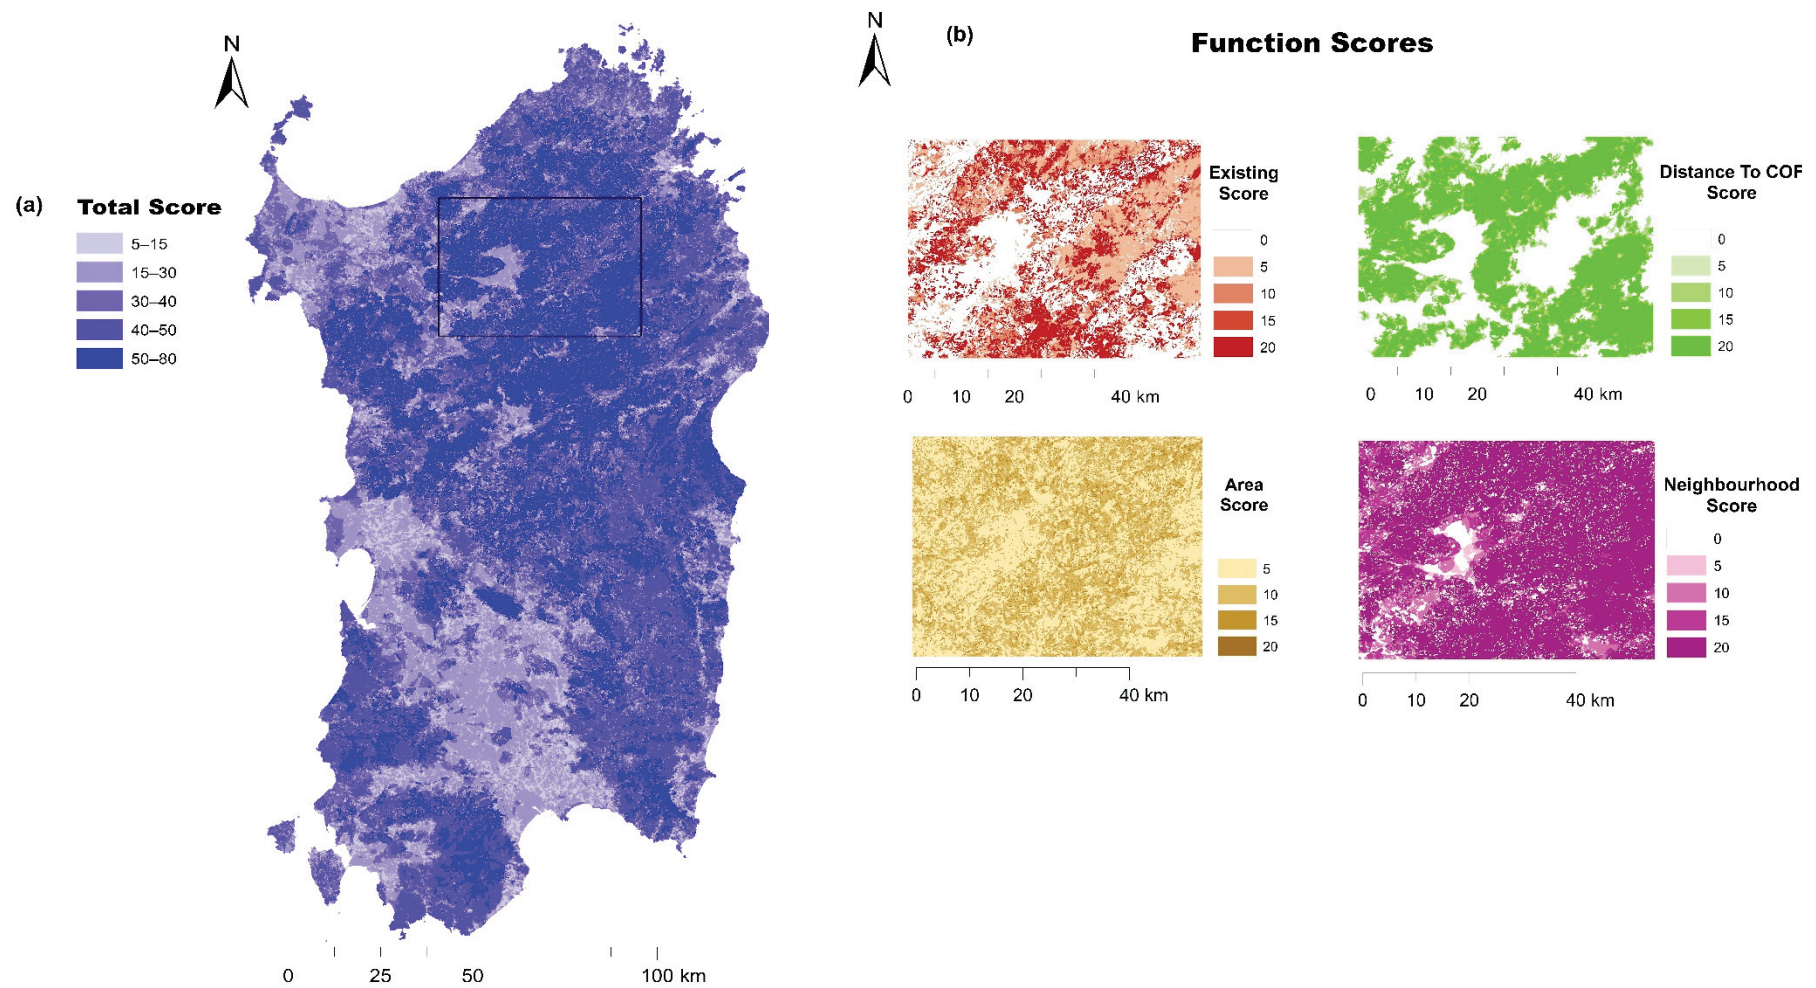 N
(a)
Total Score
5–15
15–30
30–40
40–50
50–80
0 25 50 100 km
N
(b)
Function Scores
Existing
Score
0
5
10
15
20
0 10 20 40 km
Distance To COF
Score
0
5
10
15
20
0 10 20 40 km
Area
Score
5
10
15
20
0 10 20 40 km
Neighbourhood
Score
0
5
10
15
20
0 10 20 40 km